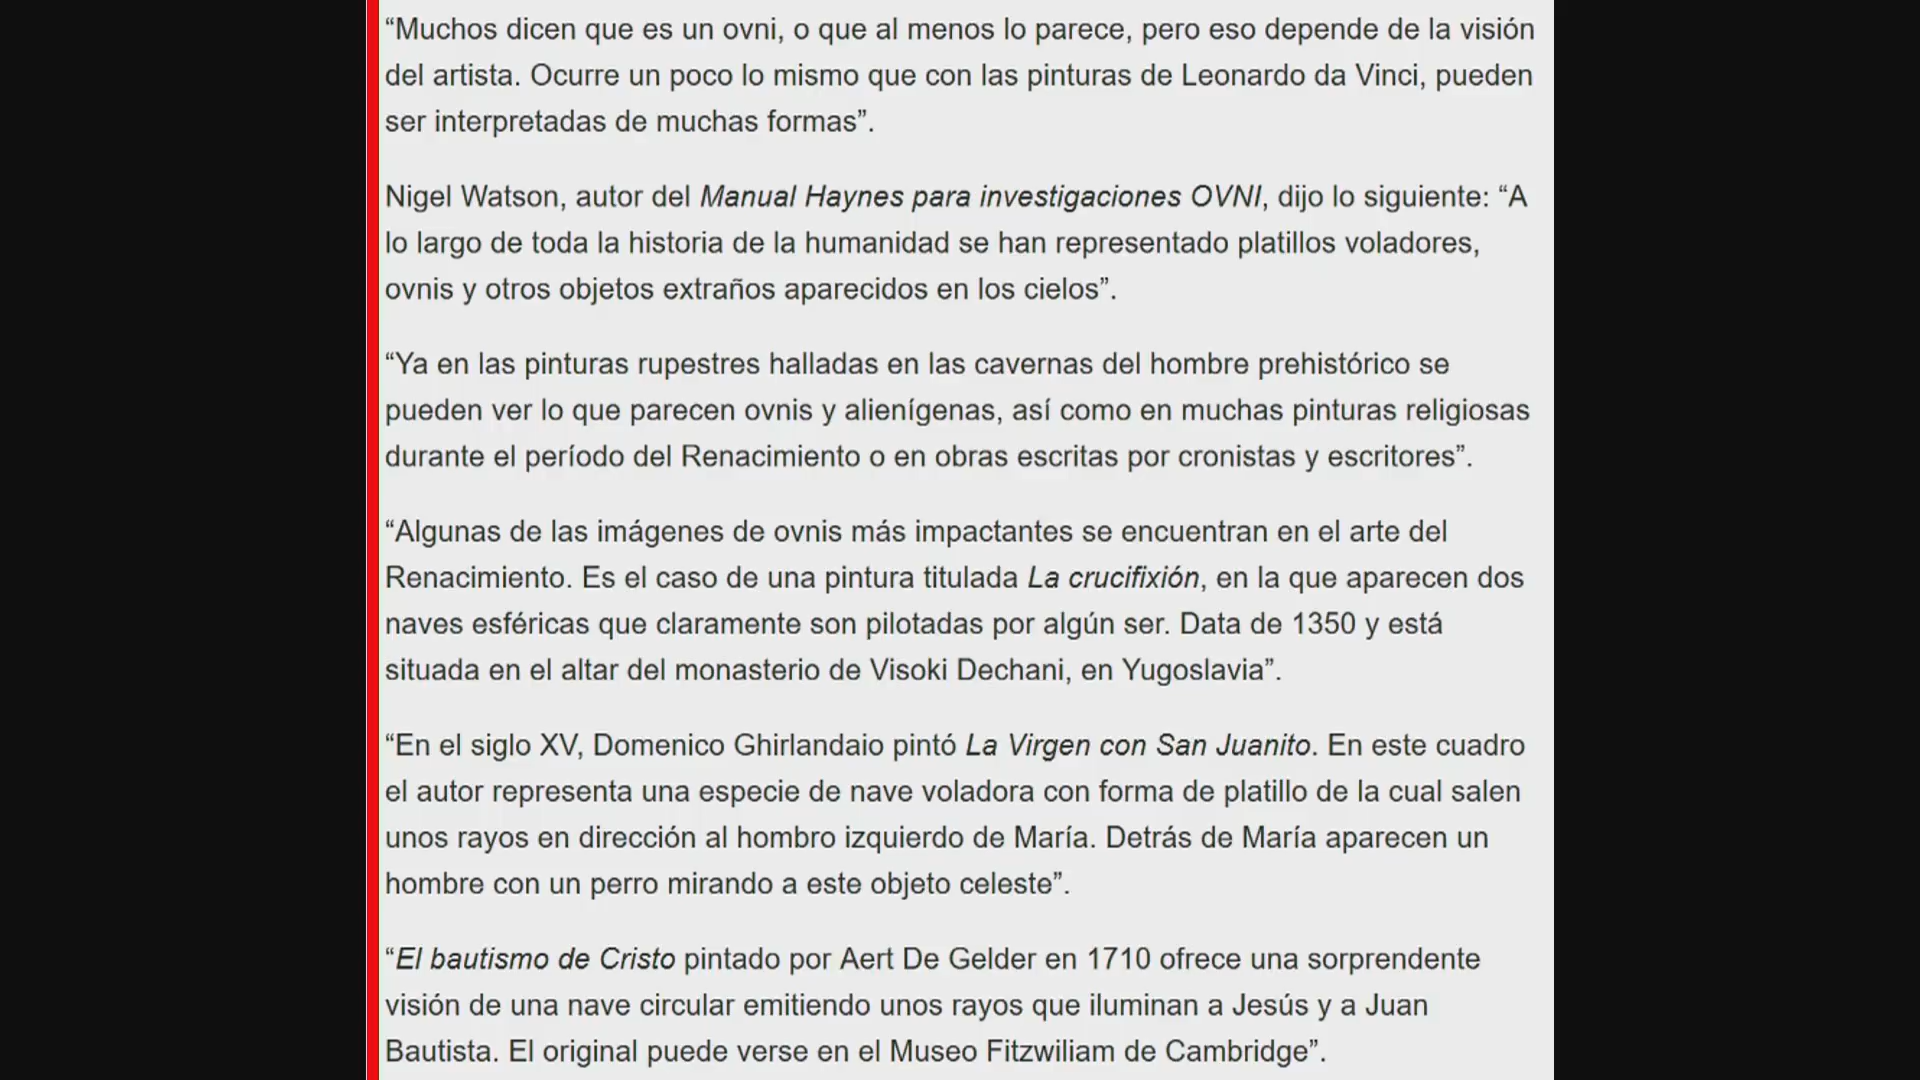 “Muchos dicen que es un ovni, o que al menos lo parece, pero eso depende de la visión
del artista. Ocurre un poco lo mismo que con las pinturas de Leonardo da Vinci, pueden
ser interpretadas de muchas formas”.
Nigel Watson, autor del Manual Haynes para investigaciones OVNI, dijo lo siguiente: “A
lo largo de toda la historia de la humanidad se han representado platillos voladores,
ovnis y otros objetos extraños aparecidos en los cielos”.
“Ya en las pinturas rupestres halladas en las cavernas del hombre prehistórico se
pueden ver lo que parecen ovnis y alienígenas, así como en muchas pinturas religiosas
durante el período del Renacimiento o en obras escritas por cronistas y escritores”.
“Algunas de las imágenes de ovnis más impactantes se encuentran en el arte del
Renacimiento. Es el caso de una pintura titulada La crucifixión, en la que aparecen dos
naves esféricas que claramente son pilotadas por algún ser. Data de 1350 y está
situada en el altar del monasterio de Visoki Dechani, en Yugoslavia”.
“En el siglo XV, Domenico Ghirlandaio pintó La Virgen con San Juanito. En este cuadro
el autor representa una especie de nave voladora con forma de platillo de la cual salen
unos rayos en dirección al hombro izquierdo de María. Detrás de María aparecen un
hombre con un perro mirando a este objeto celeste”.
“El bautismo de Cristo pintado por Aert De Gelder en 1710 ofrece una sorprendente
visión de una nave circular emitiendo unos rayos que iluminan a Jesús y a Juan
Bautista. El original puede verse en el Museo Fitzwiliam de Cambridge”.